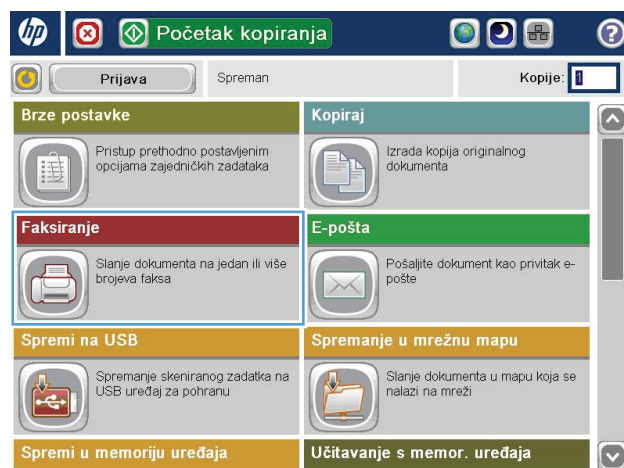 hp
Početak kopiranja
?
Prijava
Spreman
Kopije: 1
Brze postavke
Kopiraj
Pristup prethodno postavljenim
opcijama zajedničkih zadataka
Izrada kopija originalnog
dokumenta
Faksiranje
E-pošta
Slanje dokumenta na jedan ili više
brojeva faksa
Pošaljite dokument kao privitak e-
pošte
Spremi na USB
Spremanje u mrežnu mapu
Spremanje skeniranog zadatka na
USB uređaj za pohranu
Slanje dokumenta u mapu koja se
nalazi na mreži
Spremi u memoriju uređaja
Učitavanje s memor. uređaja